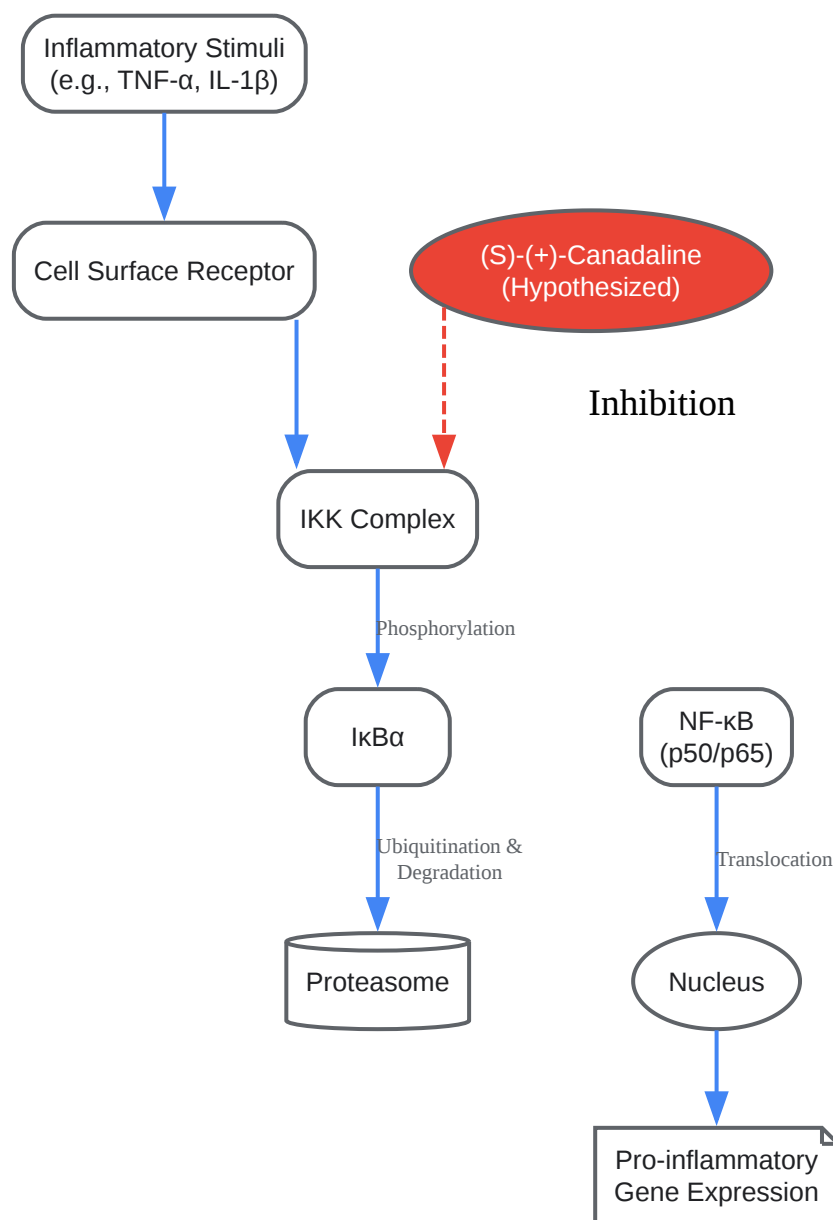 Inflammatory Stimuli
(e.g., TNF-α, IL-1β)
Cell Surface Receptor
(S)-(+)-Canadaline
(Hypothesized)
Inhibition
IKK Complex
Phosphorylation
IκBα
NF-κB
(p50/p65)
Ubiquitination &
Degradation
Translocation
Proteasome
Nucleus
Pro-inflammatory
Gene Expression